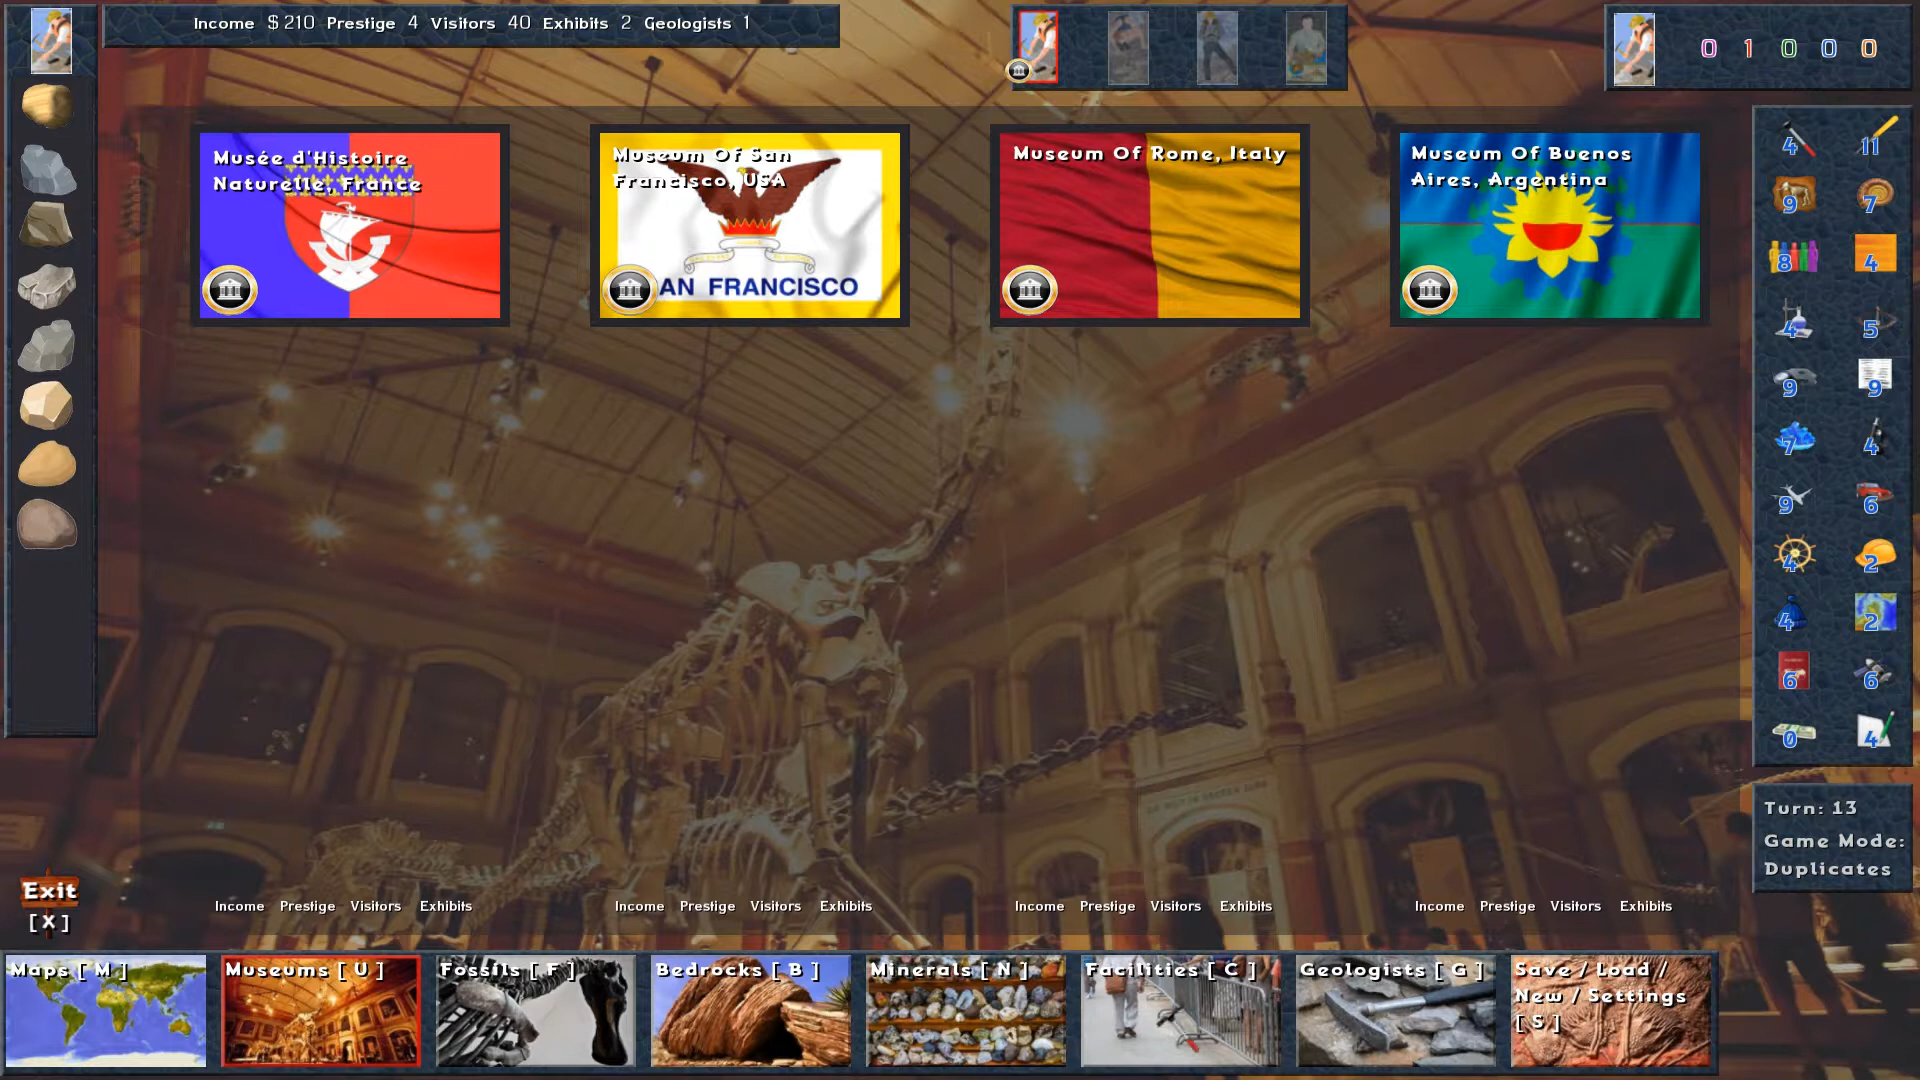 Income $ 210 Prestige 4 Visitors 40 Exhibits 2 Geologists 1
0 1 0 0 0
Musée d'Histoire
Naturelle, France
Museum Of San
Francisco, USA
AN FRANCISCO
Museum Of Rome, Italy
Museum Of Buenos
Aires, Argentina
4 11
9 7
8 4
4 5
9 9
7 4
9 6
4 2
4 2
6 6
0 4
Turn: 13
Game Mode:
Duplicates
Exit
[ X ]
Income Prestige Visitors Exhibits
Income Prestige Visitors Exhibits
Income Prestige Visitors Exhibits
Income Prestige Visitors Exhibits
Maps [ M ]
Museums [ U ]
Fossils [ F ]
Bedrocks [ B ]
Minerals [ N ]
Facilities [ C ]
Geologists [ G ]
Save / Load /
New / Settings
[ S ]